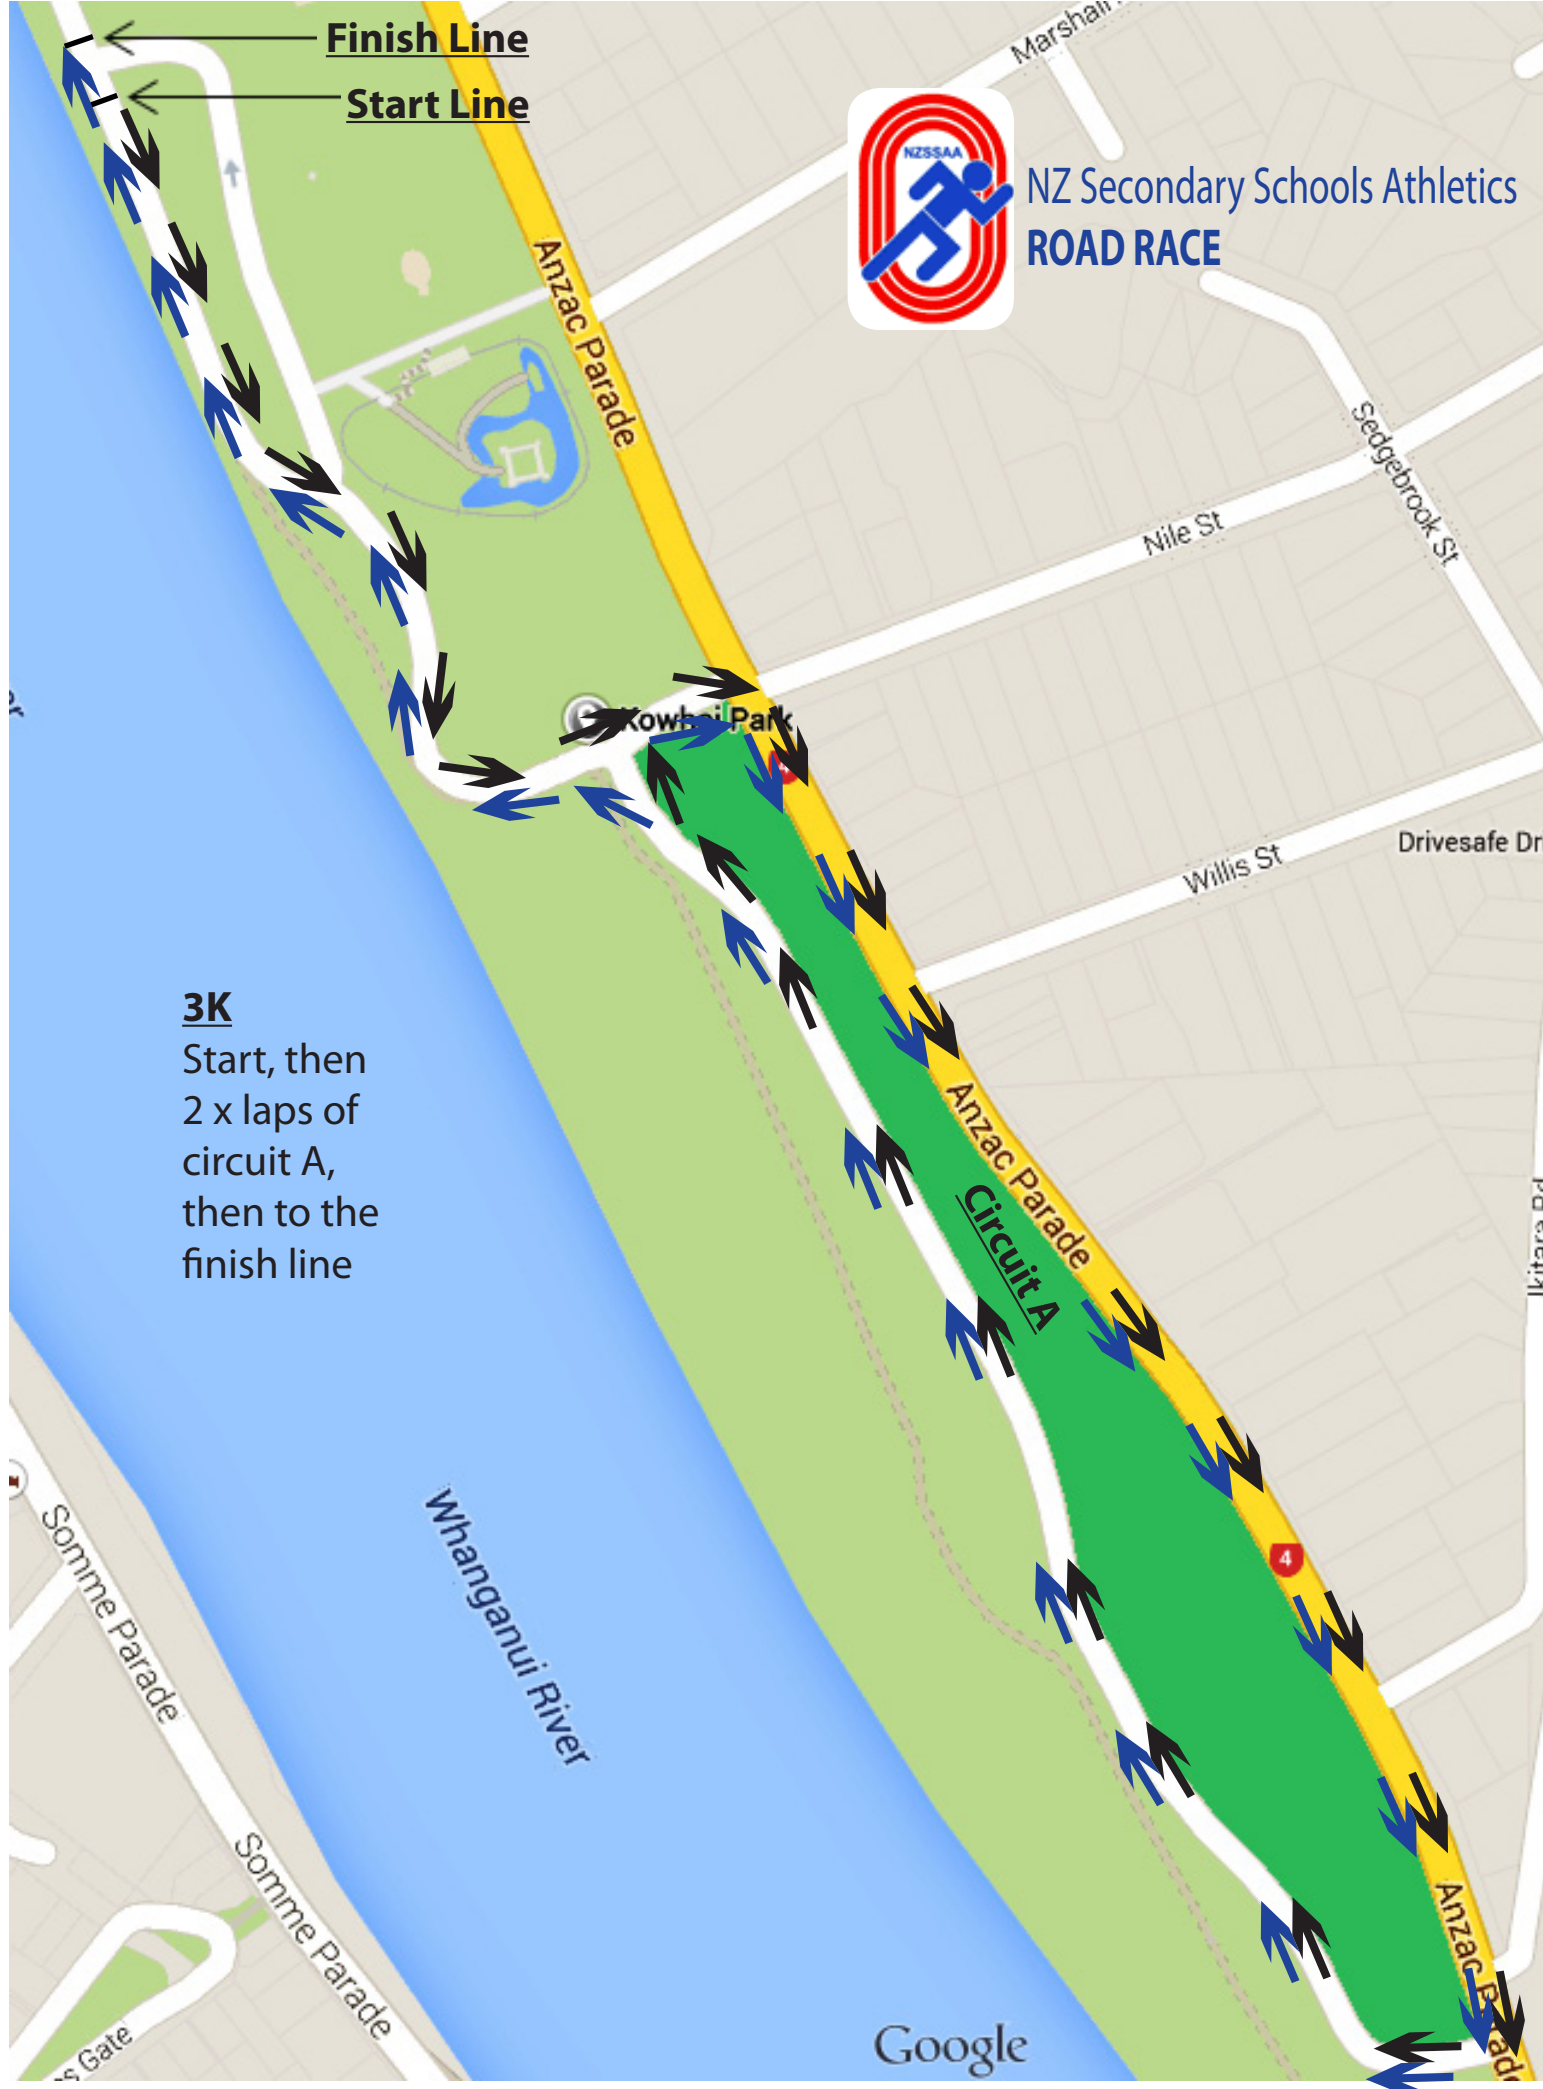 Finish Line
Start Line
Marshall
NZSSAA
NZ Secondary Schools Athletics
ROAD RACE
Anzac Parade
Sedgebrook St
Nile St
Kowhai Park
Willis St
Drivesafe Dr
3K
Start, then
2 x laps of
circuit A,
then to the
finish line
Anzac Parade
Circuit A
Whanganui River
4
Somme Parade
Somme Parade
Anzac Parade
Gate
Google